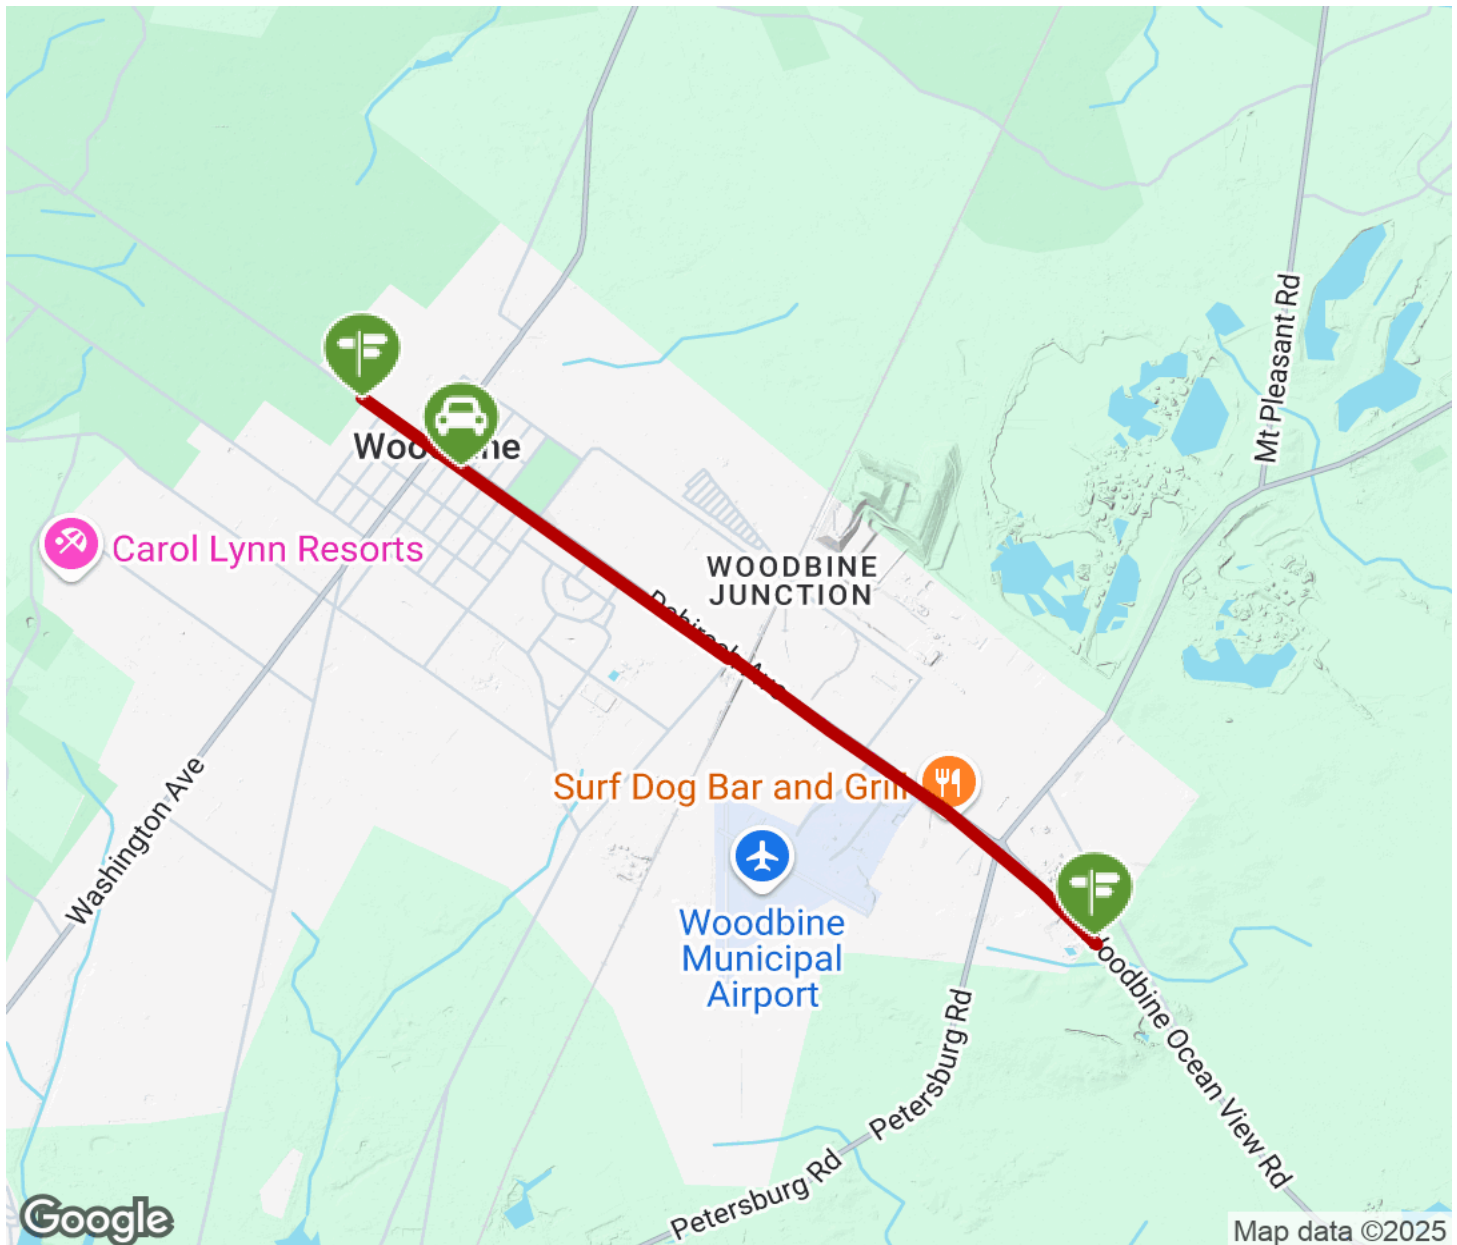 Mt Pleasant Rd
Carol Lynn Resorts
WOODBINE
JUNCTION
Surf Dog Bar and Grill
Washington Ave
Woodbine
Municipal
Airport
Petersburg Rd
Petersburg Rd
Ocean View Rd
Google
Map data ©2025